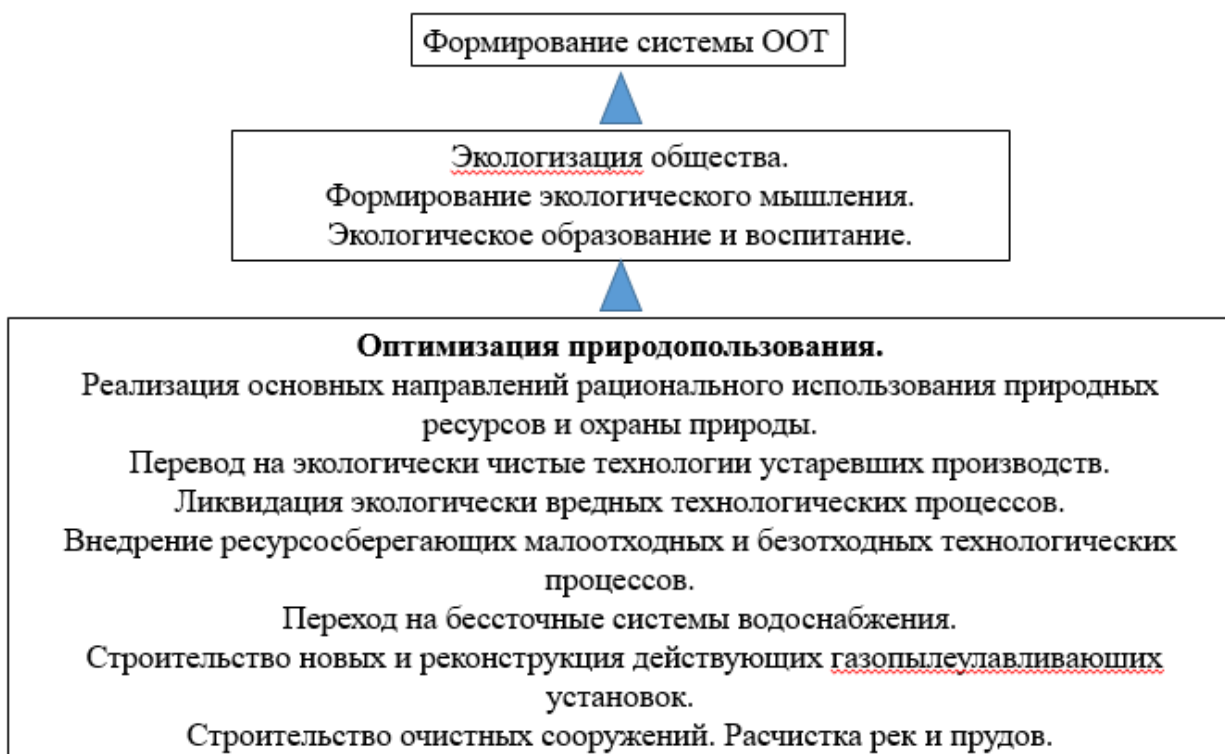 Формирование системы ООТ
Экологизация общества.
Формирование экологического мышления.
Экологическое образование и воспитание.
Оптимизация природопользования.
Реализация основных направлений рационального использования природных
ресурсов и охраны природы.
Перевод на экологически чистые технологии устаревших производств.
Ликвидация экологически вредных технологических процессов.
Внедрение ресурсосберегающих малоотходных и безотходных технологических
процессов.
Переход на бессточные системы водоснабжения.
Строительство новых и реконструкция действующих газопылеулавливаюших
установок.
Строительство очистных сооружений. Расчистка рек и прудов.